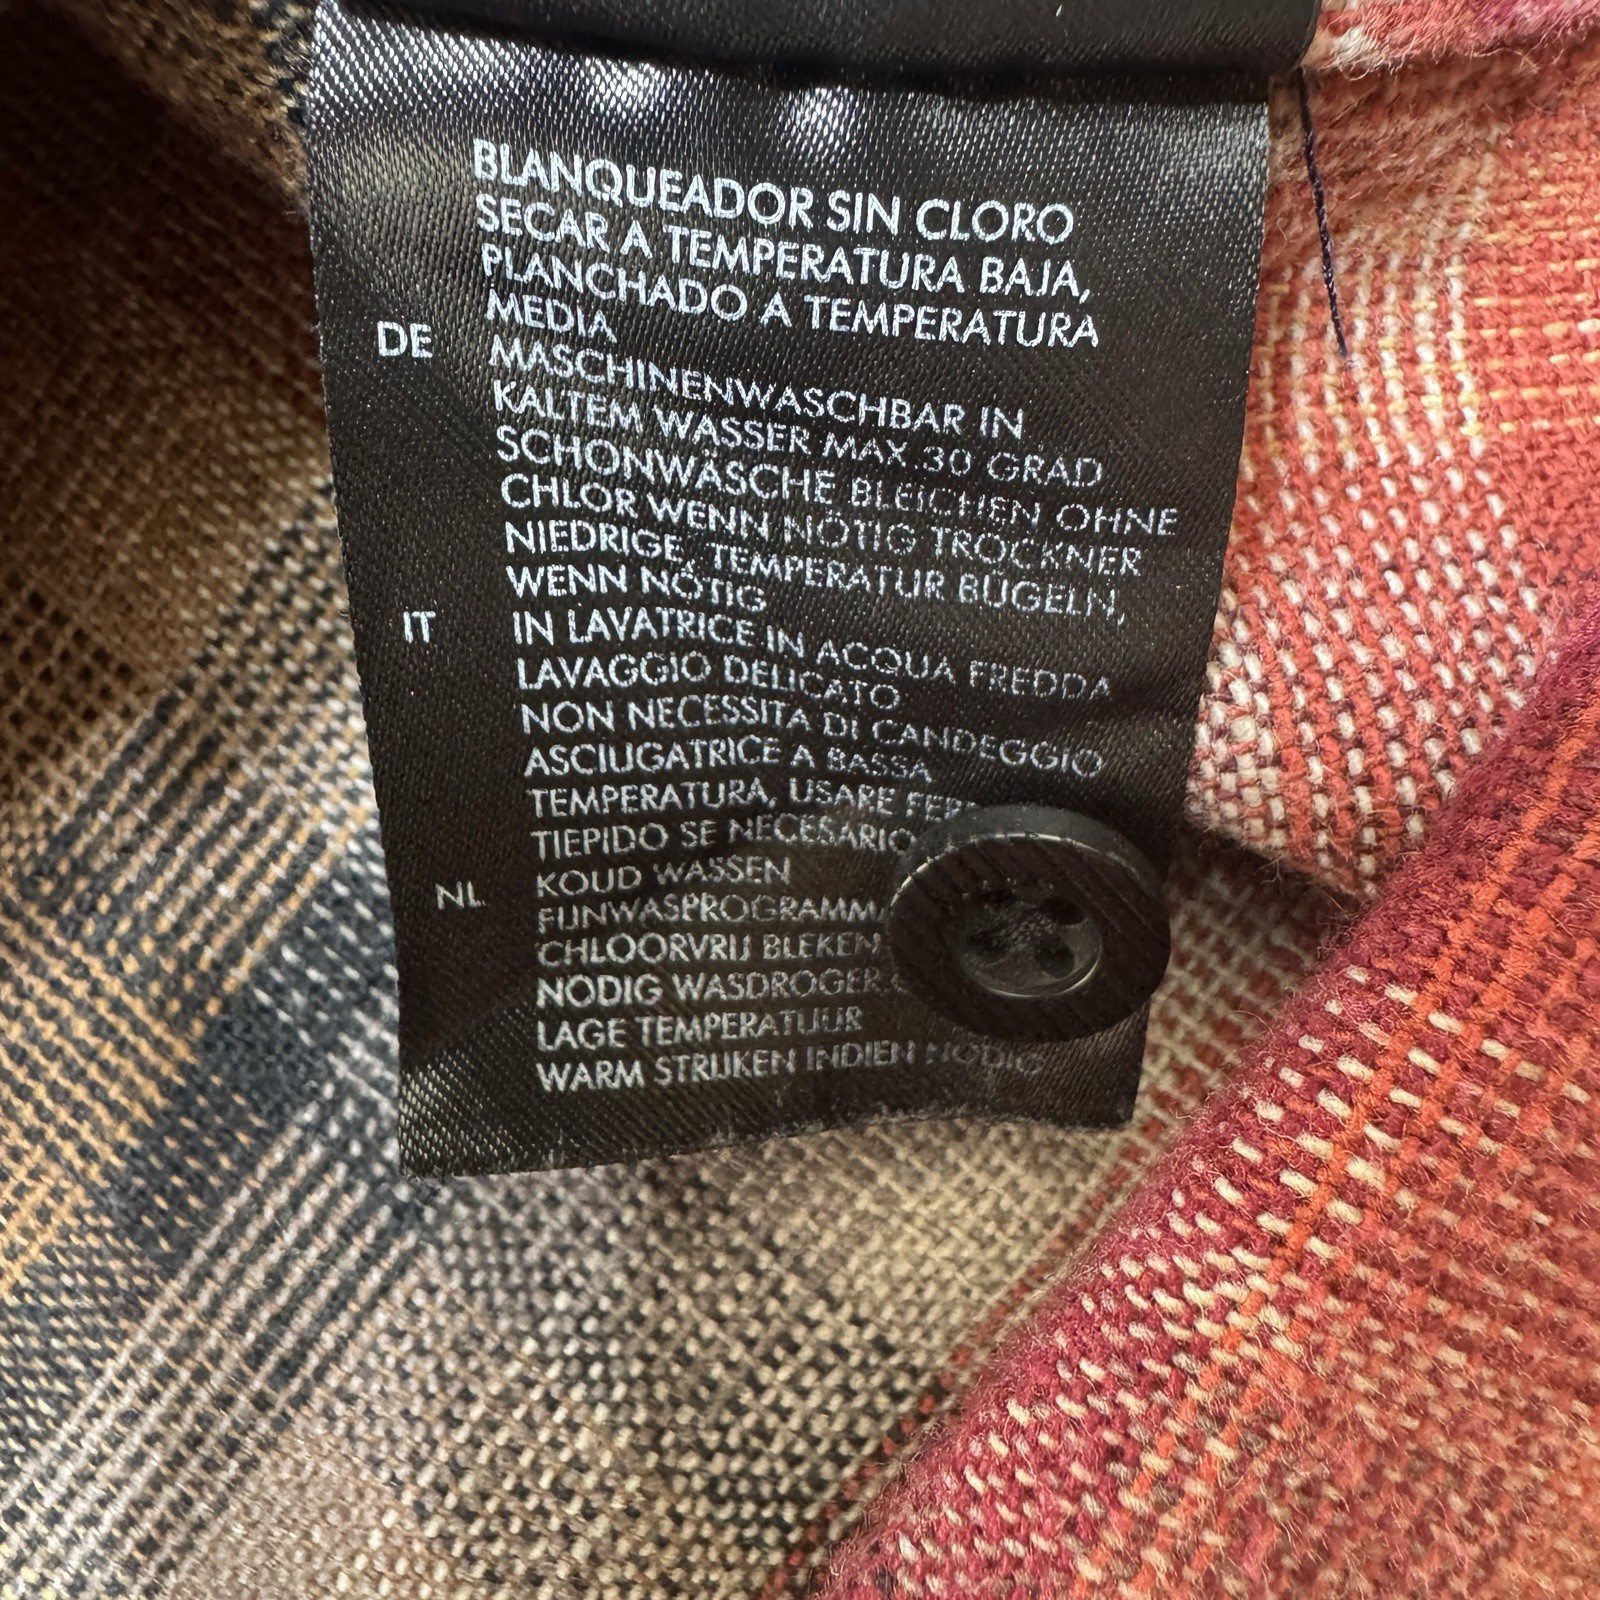 BLANQUEADOR SIN CLORO
SECAR A TEMPERATURA BAJA,
PLANCHADO A TEMPERATURA
MEDIA
DE MASCHINENWASCHBAR IN
KALTEM WASSER MAX.30 GRAD
SCHONWÄSCHE BLEICHEN OHNE
CHLOR WENN NÖTIG TROCKNER
NIEDRIGE TEMPERATUR BÜGELN,
WENN NÖTIG
IT IN LAVATRICE IN ACQUA FREDDA
LAVAGGIO DELICATO
NON NECESSITA DI CANDEGGIO
ASCIUGATRICE A BASSA
TEMPERATURA, USARE
TIEPIDO SE NECESARIO
NL KOUD WASSEN
CHLOORVRIJ BLEKEN
NODIG WASDROGER
LAGE TEMPERATUUR
WARM STRIJKEN INDIEN NODIG